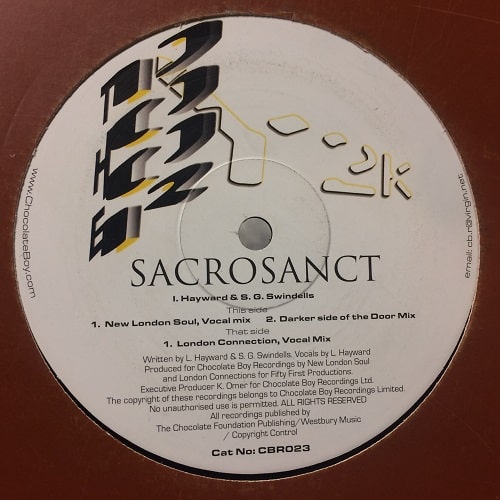 www.ChocolateBoy.com
email: cb.r@virgin.net
SACROSANCT
I. Hayward & S. G. Swindells
This side
1. New London Soul, Vocal mix 2. Darker side of the Door Mix
That side
1. London Connection, Vocal Mix
Written by L. Hayward & S. G. Swindells. Vocals by L. Hayward
Produced for Chocolate Boy Recordings by New London Soul
and London Connections for Fifty First Productions.
Executive Producer K. Omer for Chocolate Boy Recordings Ltd.
The copyright of these recordings belongs to Chocolate Boy Recordings Limited.
No unauthorised use is permitted. ALL RIGHTS RESERVED
All recordings published by
The Chocolate Foundation Publishing/Westbury Music
/ Copyright Control
Cat No: CBR023